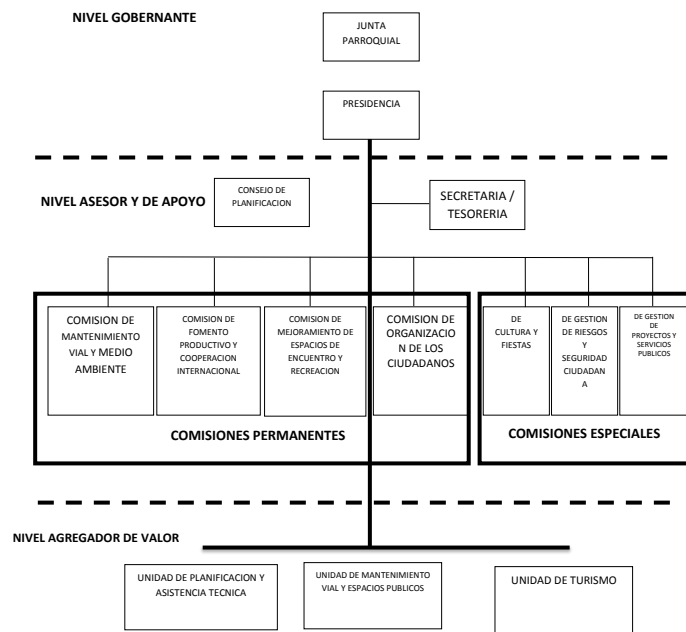 NIVEL GOBERNANTE
JUNTA
PARROQUIAL
PRESIDENCIA
NIVEL ASESOR Y DE APOYO
CONSEJO DE
PLANIFICACION
SECRETARIA /
TESORERIA
COMISION DE
MANTENIMIENTO
VIAL Y MEDIO
AMBIENTE
COMISION DE
FOMENTO
PRODUCTIVO Y
COOPERACION
INTERNACIONAL
COMISION DE
MEJORAMIENTO DE
ESPACIOS DE
ENCUENTRO Y
RECREACION
COMISION DE
ORGANIZACIO
N DE LOS
CIUDADANOS
DE
CULTURA Y
FIESTAS
DE GESTION
DE RIESGOS
Y
SEGURIDAD
CIUDADAN
A
DE GESTION
DE
PROYECTOS Y
SERVICIOS
PUBLICOS
COMISIONES PERMANENTES
COMISIONES ESPECIALES
NIVEL AGREGADOR DE VALOR
UNIDAD DE PLANIFICACION Y
ASISTENCIA TECNICA
UNIDAD DE MANTENIMIENTO
VIAL Y ESPACIOS PUBLICOS
UNIDAD DE TURISMO